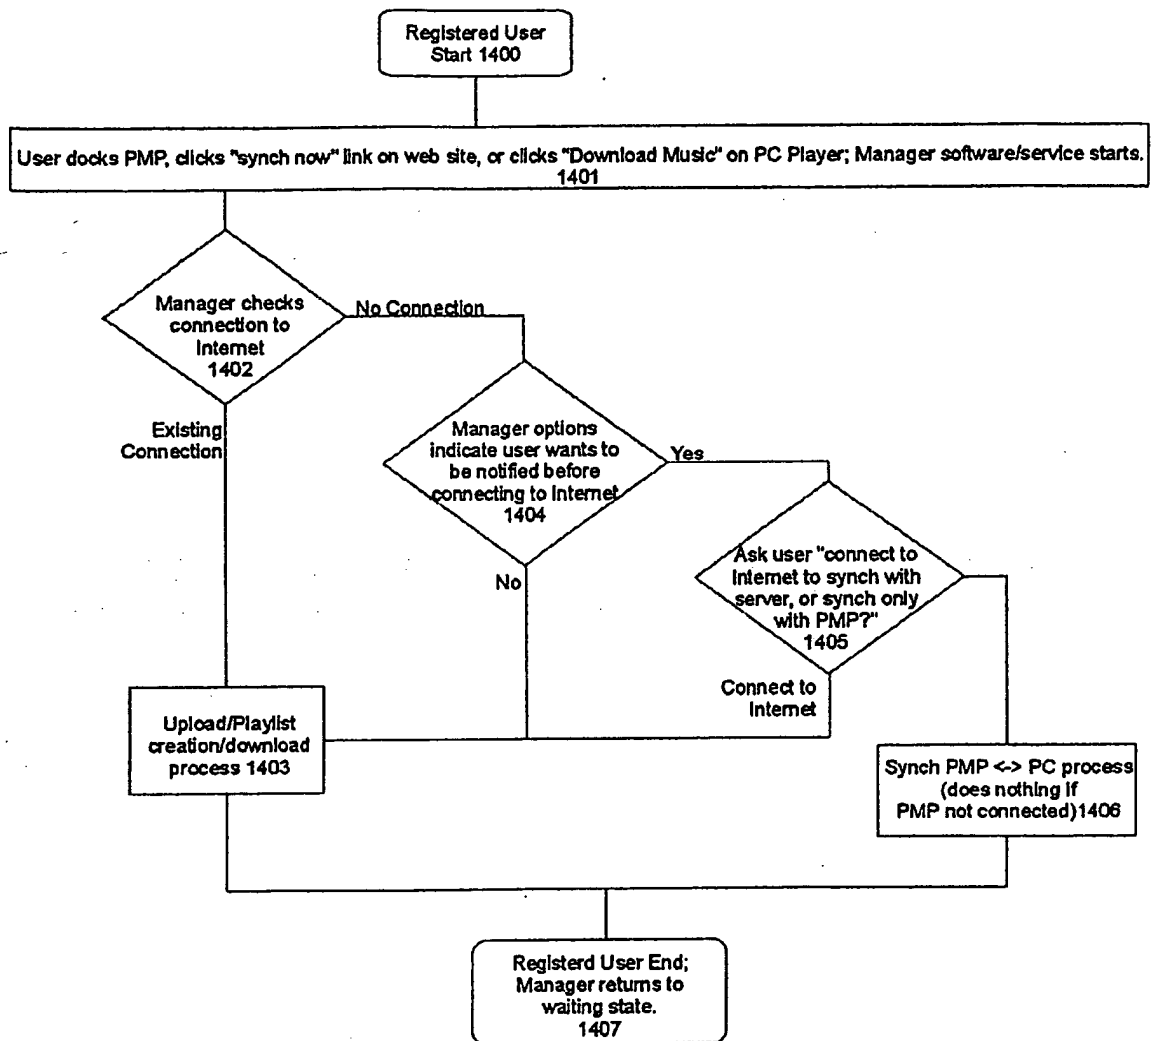 Registered User
Start 1400
User docks PMP, clicks "synch now" link on web site, or clicks "Download Music" on PC Player; Manager software/service starts.
1401
Manager checks
connection to
Internet
1402
No Connection
Existing
Connection
Manager options
indicate user wants to
be notified before
connecting to Internet
1404
Yes
No
Ask user "connect to
Internet to synch with
server, or synch only
with PMP?"
1405
Connect to
Internet
Upload/Playlist
creation/download
process 1403
Synch PMP <-> PC process
(does nothing if
PMP not connected)1406
Registerd User End;
Manager returns to
waiting state.
1407